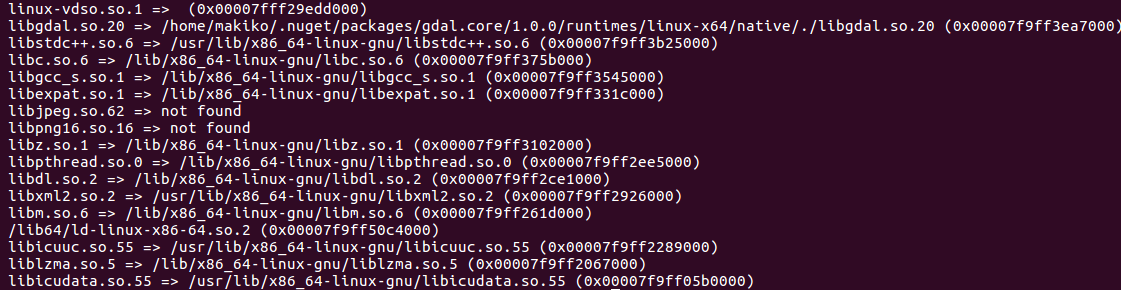 linux-vdso.so.1 =>  (0x00007fff29edd000)
libgdal.so.20 => /home/makiko/.nuget/packages/gdal.core/1.0.0/runtimes/linux-x64/native/./libgdal.so.20 (0x00007f9ff3ea7000)
libstdc++.so.6 => /usr/lib/x86_64-linux-gnu/libstdc++.so.6 (0x00007f9ff3b25000)
libc.so.6 => /lib/x86_64-linux-gnu/libc.so.6 (0x00007f9ff375b000)
libgcc_s.so.1 => /lib/x86_64-linux-gnu/libgcc_s.so.1 (0x00007f9ff3545000)
libexpat.so.1 => /lib/x86_64-linux-gnu/libexpat.so.1 (0x00007f9ff331c000)
libjpeg.so.62 => not found
libpng16.so.16 => not found
libz.so.1 => /lib/x86_64-linux-gnu/libz.so.1 (0x00007f9ff3102000)
libpthread.so.0 => /lib/x86_64-linux-gnu/libpthread.so.0 (0x00007f9ff2ee5000)
libdl.so.2 => /lib/x86_64-linux-gnu/libdl.so.2 (0x00007f9ff2ce1000)
libxml2.so.2 => /usr/lib/x86_64-linux-gnu/libxml2.so.2 (0x00007f9ff2926000)
libm.so.6 => /lib/x86_64-linux-gnu/libm.so.6 (0x00007f9ff261d000)
/lib64/ld-linux-x86-64.so.2 (0x00007f9ff50c4000)
libicuuc.so.55 => /usr/lib/x86_64-linux-gnu/libicuuc.so.55 (0x00007f9ff2289000)
liblzma.so.5 => /lib/x86_64-linux-gnu/liblzma.so.5 (0x00007f9ff2067000)
libicudata.so.55 => /usr/lib/x86_64-linux-gnu/libicudata.so.55 (0x00007f9ff05b0000)